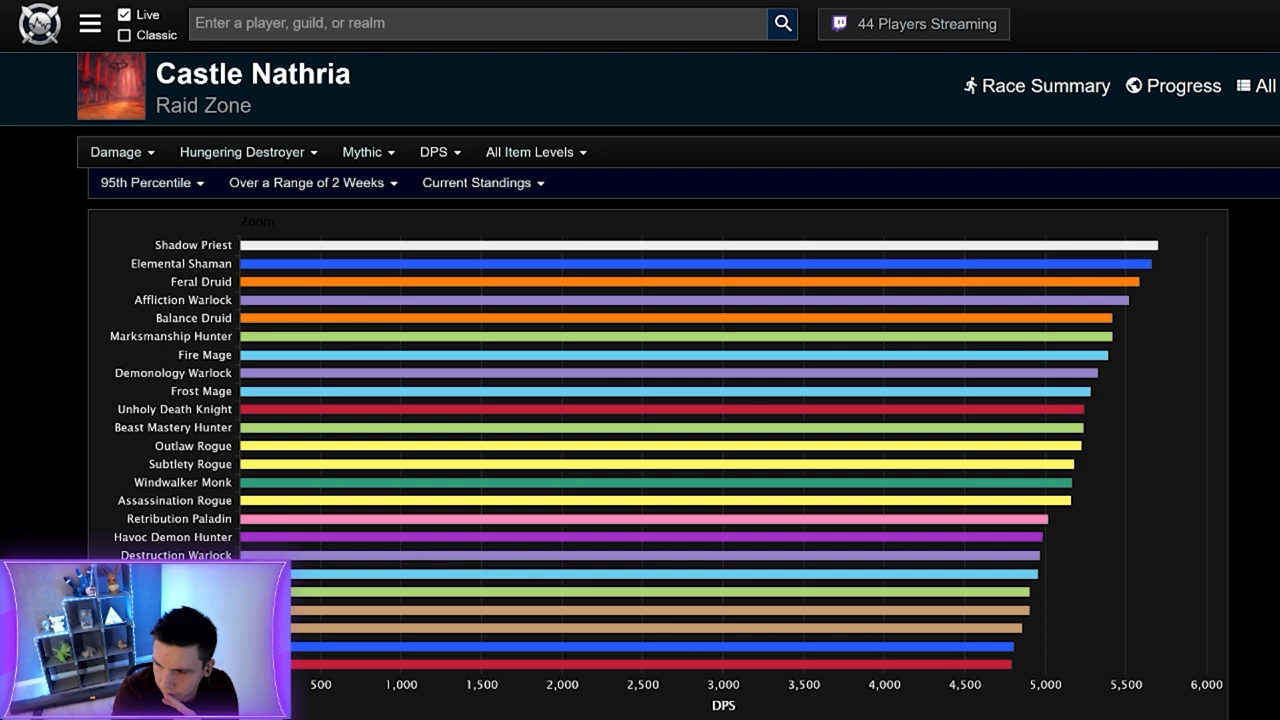 Live
Classic
Enter a player, guild, or realm
44 Players Streaming
Castle Nathria
Raid Zone
Race Summary
Progress
All
Damage
Hungering Destroyer
Mythic
DPS
All Item Levels
95th Percentile
Over a Range of 2 Weeks
Current Standings
Zoom
Shadow Priest
Elemental Shaman
Feral Druid
Affliction Warlock
Balance Druid
Marksmanship Hunter
Fire Mage
Demonology Warlock
Frost Mage
Unholy Death Knight
Beast Mastery Hunter
Outlaw Rogue
Subtlety Rogue
Windwalker Monk
Assassination Rogue
Retribution Paladin
Havoc Demon Hunter
Destruction Warlock
500 1,000 1,500 2,000 2,500 3,000 3,500 4,000 4,500 5,000 5,500 6,000
DPS